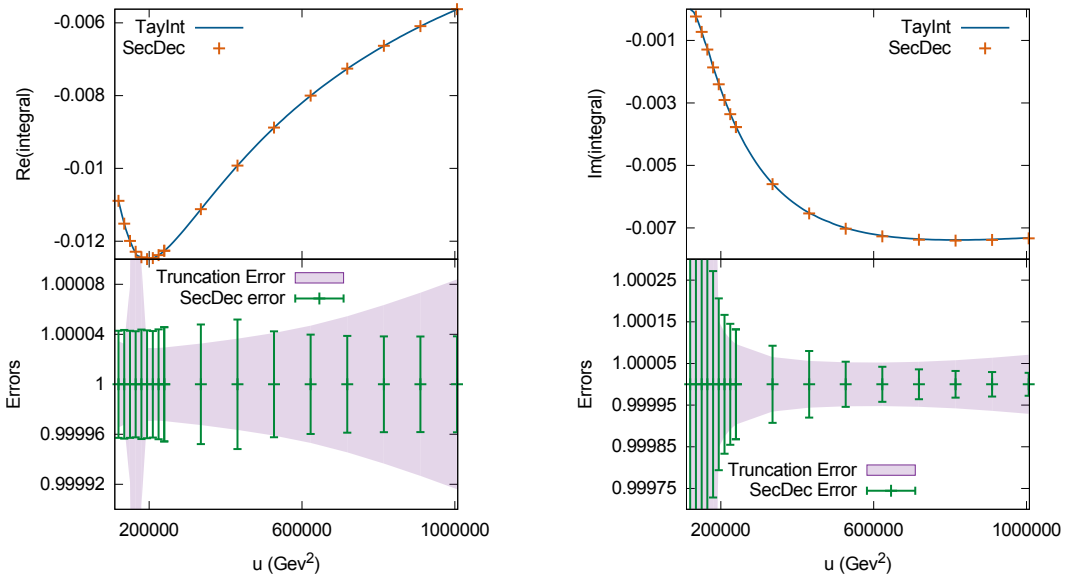 TayInt
SecDec
Re(integral)
-0.006
-0.008
-0.01
-0.012
Truncation Error
SecDec error
Errors
1.00008
1.00004
1
0.99996
0.99992
200000
600000
1000000
u (Gev²)
TayInt
SecDec
Im(integral)
-0.001
-0.003
-0.005
-0.007
Truncation Error
SecDec Error
Errors
1.00025
1.00015
1.00005
0.99995
0.99985
0.99975
200000
600000
1000000
u (Gev²)